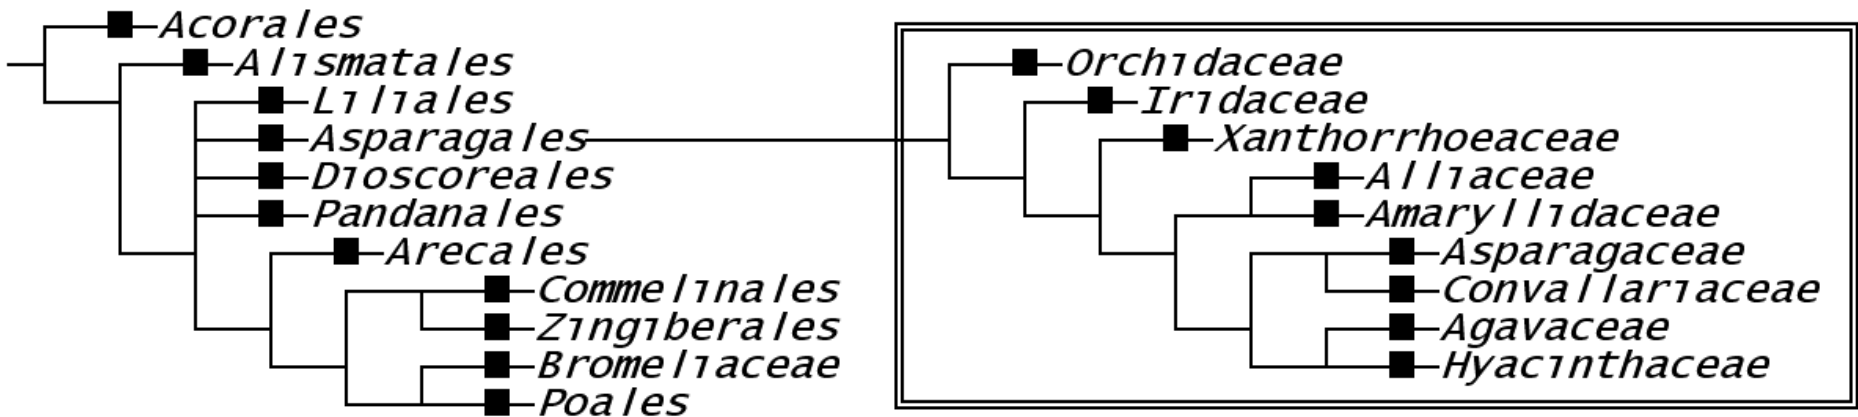 Acorales
Alismatales
Liliales
Asparagales
Dioscoreales
Pandanales
Arecales
Commelinales
Zingiberales
Bromeliaceae
Poales
Orchidaceae
Iridaceae
Xanthorrhoeaceae
Alliaceae
Amaryllidaceae
Asparagaceae
Convallariaceae
Agavaceae
Hyacinthaceae